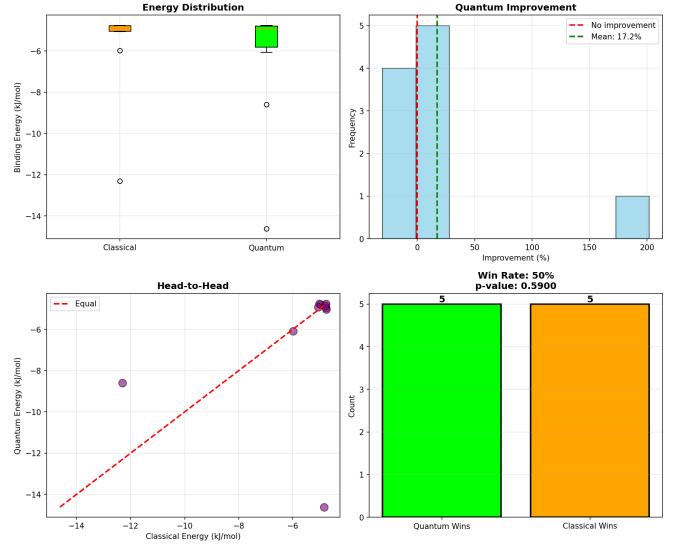 Energy Distribution
Binding Energy (kJ/mol)
−6
−8
−10
−12
−14
Classical
Quantum
Quantum Improvement
No improvement
Mean: 17.2%
Frequency
5
4
3
2
1
0
0
50
100
150
200
Improvement (%)
Head-to-Head
Equal
Quantum Energy (kJ/mol)
−6
−8
−10
−12
−14
−14
−12
−10
−8
−6
Classical Energy (kJ/mol)
Win Rate: 50%
p-value: 0.5900
5
5
Count
5
4
3
2
1
0
Quantum Wins
Classical Wins